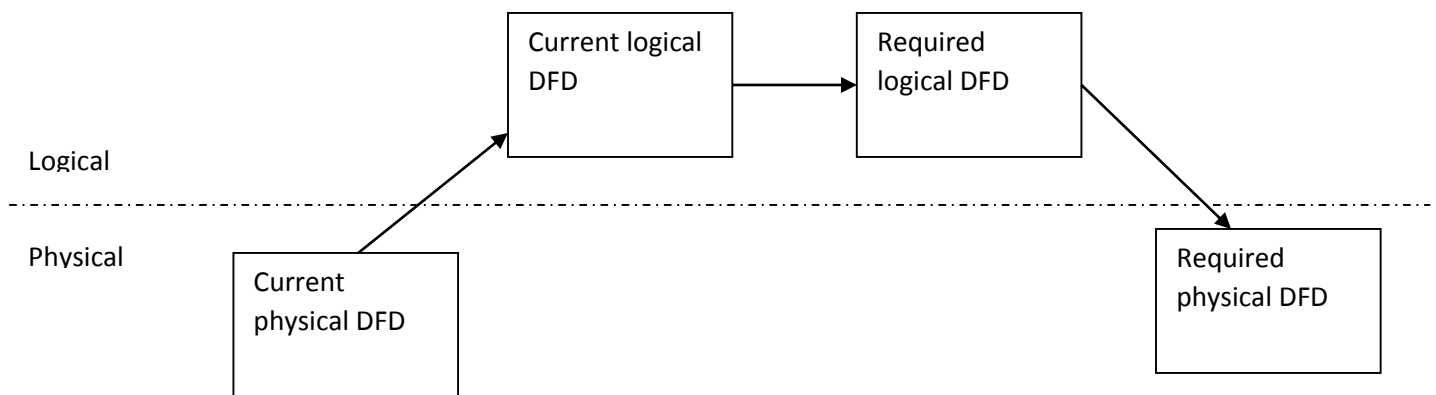 Current logical
DFD
Required
logical DFD
Logical
Physical
Current
physical DFD
Required
physical DFD